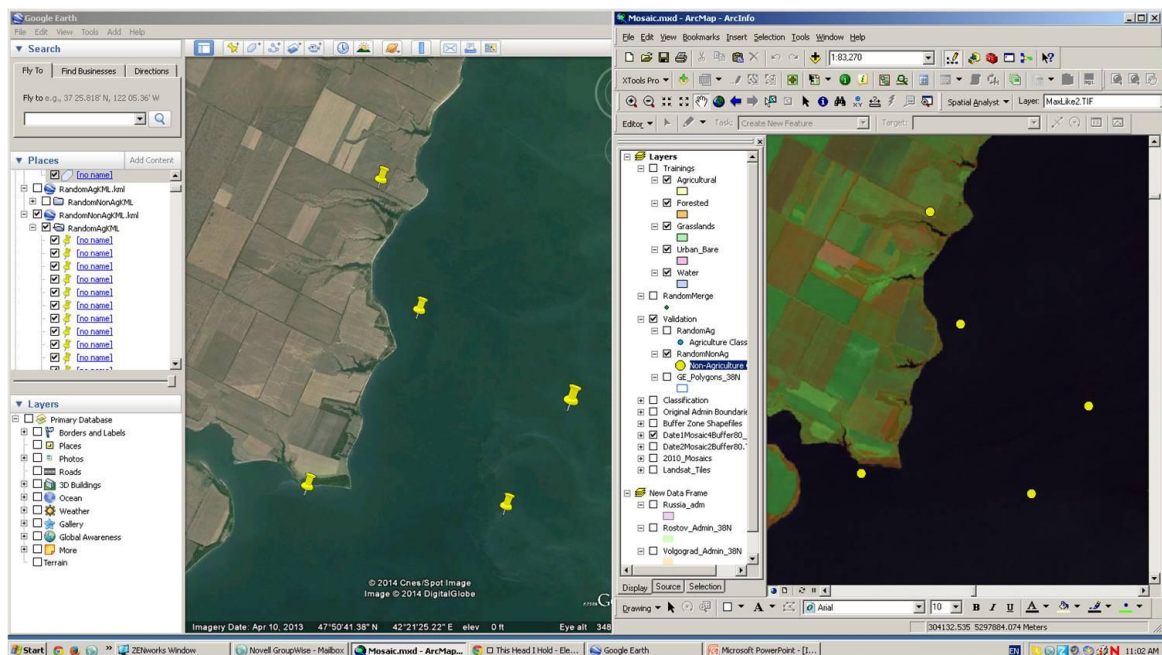 Google Earth
File Edit View Tools Add Help
Search
Fly To Find Businesses Directions
Fly to e.g., 37 25.818' N, 122 05.36' W
Places Add Content
[no name]
RandomAgKML.kml
RandomNonAgKML
RandomNonAgKML.kml
RandomAgKML
[no name]
[no name]
[no name]
[no name]
[no name]
[no name]
[no name]
[no name]
[no name]
[no name]
Layers
Primary Database
Borders and Labels
Places
Photos
Roads
3D Buildings
Ocean
Weather
Gallery
Global Awareness
More
Terrain
© 2014 Cnes/Spot Image
Image © 2014 DigitalGlobe
Imagery Date: Apr 10, 2013 47°50'41.38" N 42°21'25.22" E elev 0 ft Eye alt 348
Mosaic.mxd - ArcMap - ArcInfo
File Edit View Bookmarks Insert Selection Tools Window Help
1:83,270
XTools Pro
Spatial Analyst Layer: MaxLike2.TIF
Editor Task: Create New Feature Target:
Layers
Trainings
Agricultural
Forested
Grasslands
Urban_Bare
Water
RandomMerge
Validation
RandomAg
Agriculture Class
RandomNonAg
Non-Agriculture
GE_Polygons_38N
Classification
Original Admin Boundarie
Buffer Zone Shapefiles
Date1Mosaic4Buffer80_
Date2Mosaic2Buffer80.
2010_Mosaics
Landsat_Tiles
New Data Frame
Russia_adm
Rostov_Admin_38N
Volgograd_Admin_38N
Display Source Selection
Drawing A Arial 10 B I U A
304132.535 5297884.074 Meters
Start ZENworks Window Novell GroupWise - Mailbox Mosaic.mxd - ArcMap... This Head I Hold - Ele... Google Earth Microsoft PowerPoint - [I... EN 11:02 AM